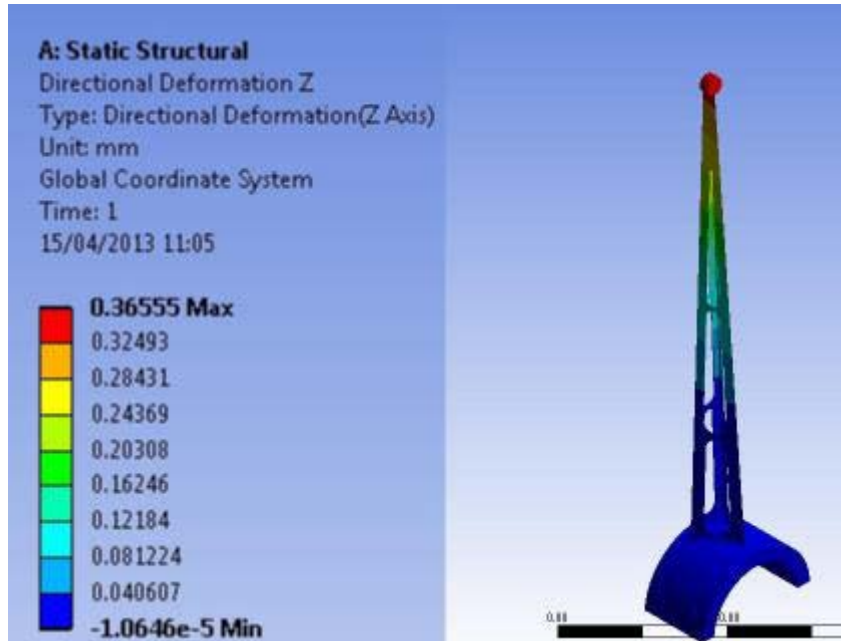 A: Static Structural
Directional Deformation Z
Type: Directional Deformation(Z Axis)
Unit: mm
Global Coordinate System
Time: 1
15/04/2013 11:05
0.36555 Max
0.32493
0.28431
0.24369
0.20308
0.16246
0.12184
0.081224
0.040607
-1.0646e-5 Min
0.00